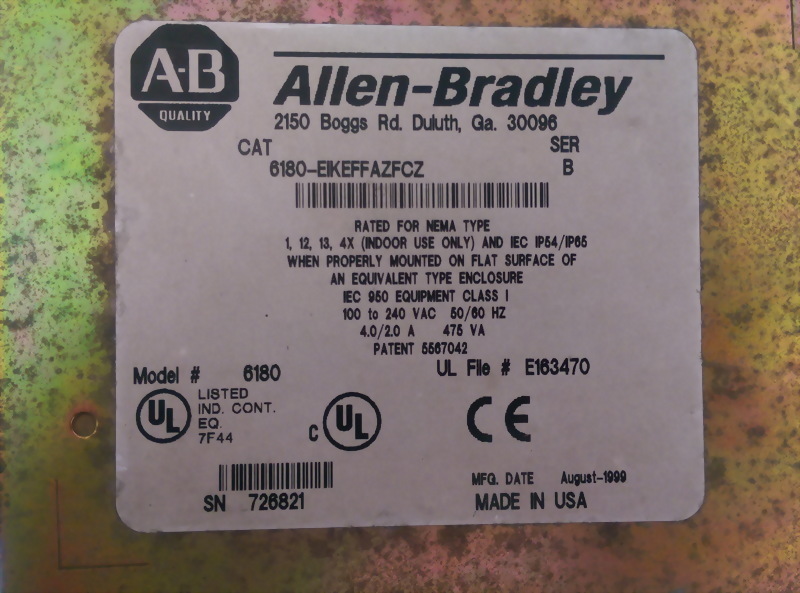 A-B
QUALITY
Allen-Bradley
2150 Boggs Rd. Duluth, Ga. 30096
CAT SER
6180-EIKEFFAZFCZ B
RATED FOR NEMA TYPE
1, 12, 13, 4X (INDOOR USE ONLY) AND IEC IP54/IP65
WHEN PROPERLY MOUNTED ON FLAT SURFACE OF
AN EQUIVALENT TYPE ENCLOSURE
IEC 950 EQUIPMENT CLASS I
100 to 240 VAC 50/60 HZ
4.0/2.0 A 475 VA
PATENT 5567042
Model # 6180 UL File # E163470
UL LISTED
IND. CONT.
EQ.
7F44
C UL
CE
MFG. DATE August-1999
SN 726821 MADE IN USA